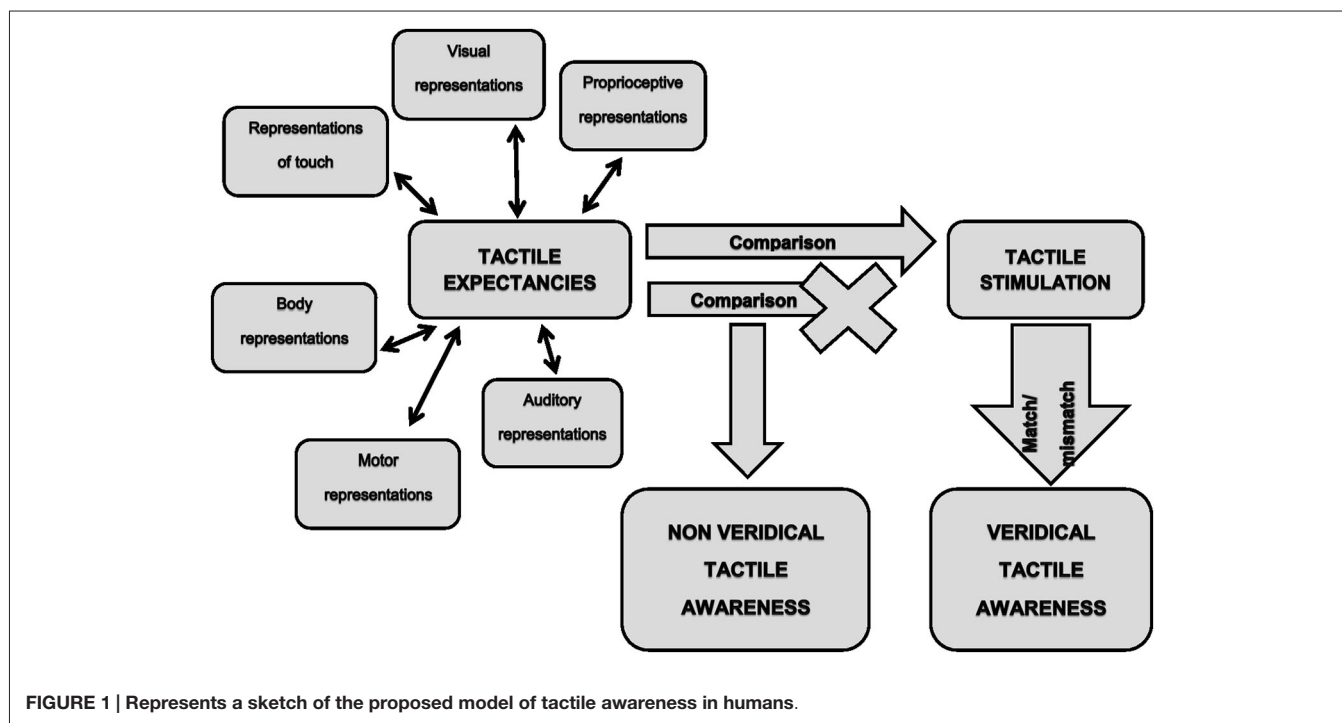 Visual
representations
Proprioceptive
representations
Representations
of touch
TACTILE
EXPECTANCIES
Comparison
TACTILE
STIMULATION
Comparison
Body
representations
Auditory
representations
Motor
representations
Match/
mismatch
NON VERIDICAL
TACTILE
AWARENESS
VERIDICAL
TACTILE
AWARENESS
FIGURE 1 | Represents a sketch of the proposed model of tactile awareness in humans.